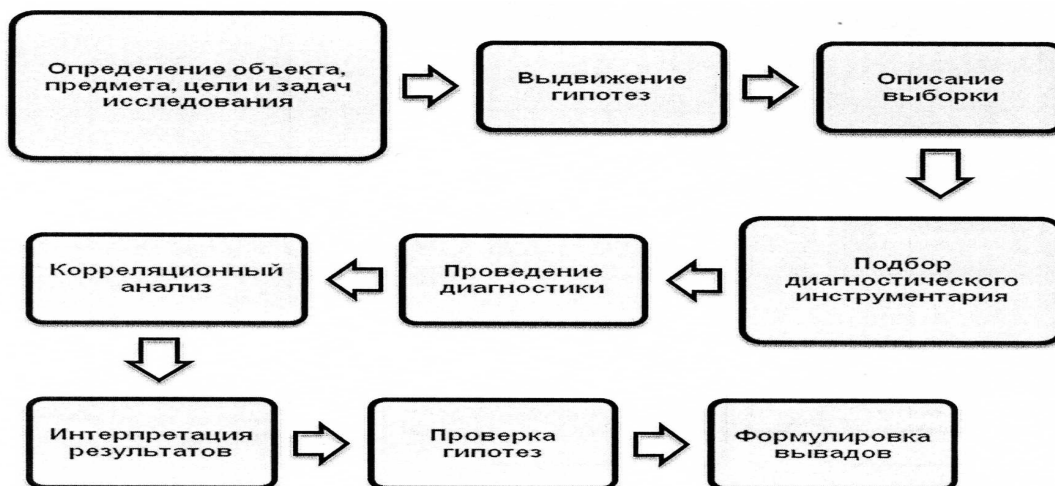 Определение объекта,
предмета, цели и задач
исследования
Выдвижение
гипотез
Описание
выборки
Подбор
диагностического
инструментария
Проведение
диагностики
Корреляционный
анализ
Интерпретация
результатов
Проверка
гипотез
Формулировка
вывадов